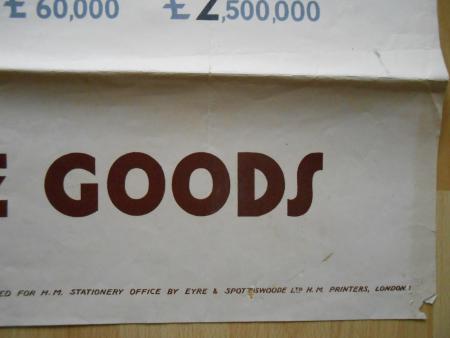 £ 60,000 £ 2,500,000
GOODS
ED FOR H.M. STATIONERY OFFICE BY EYRE & SPOTTISWOODE LTD H.M. PRINTERS, LONDON